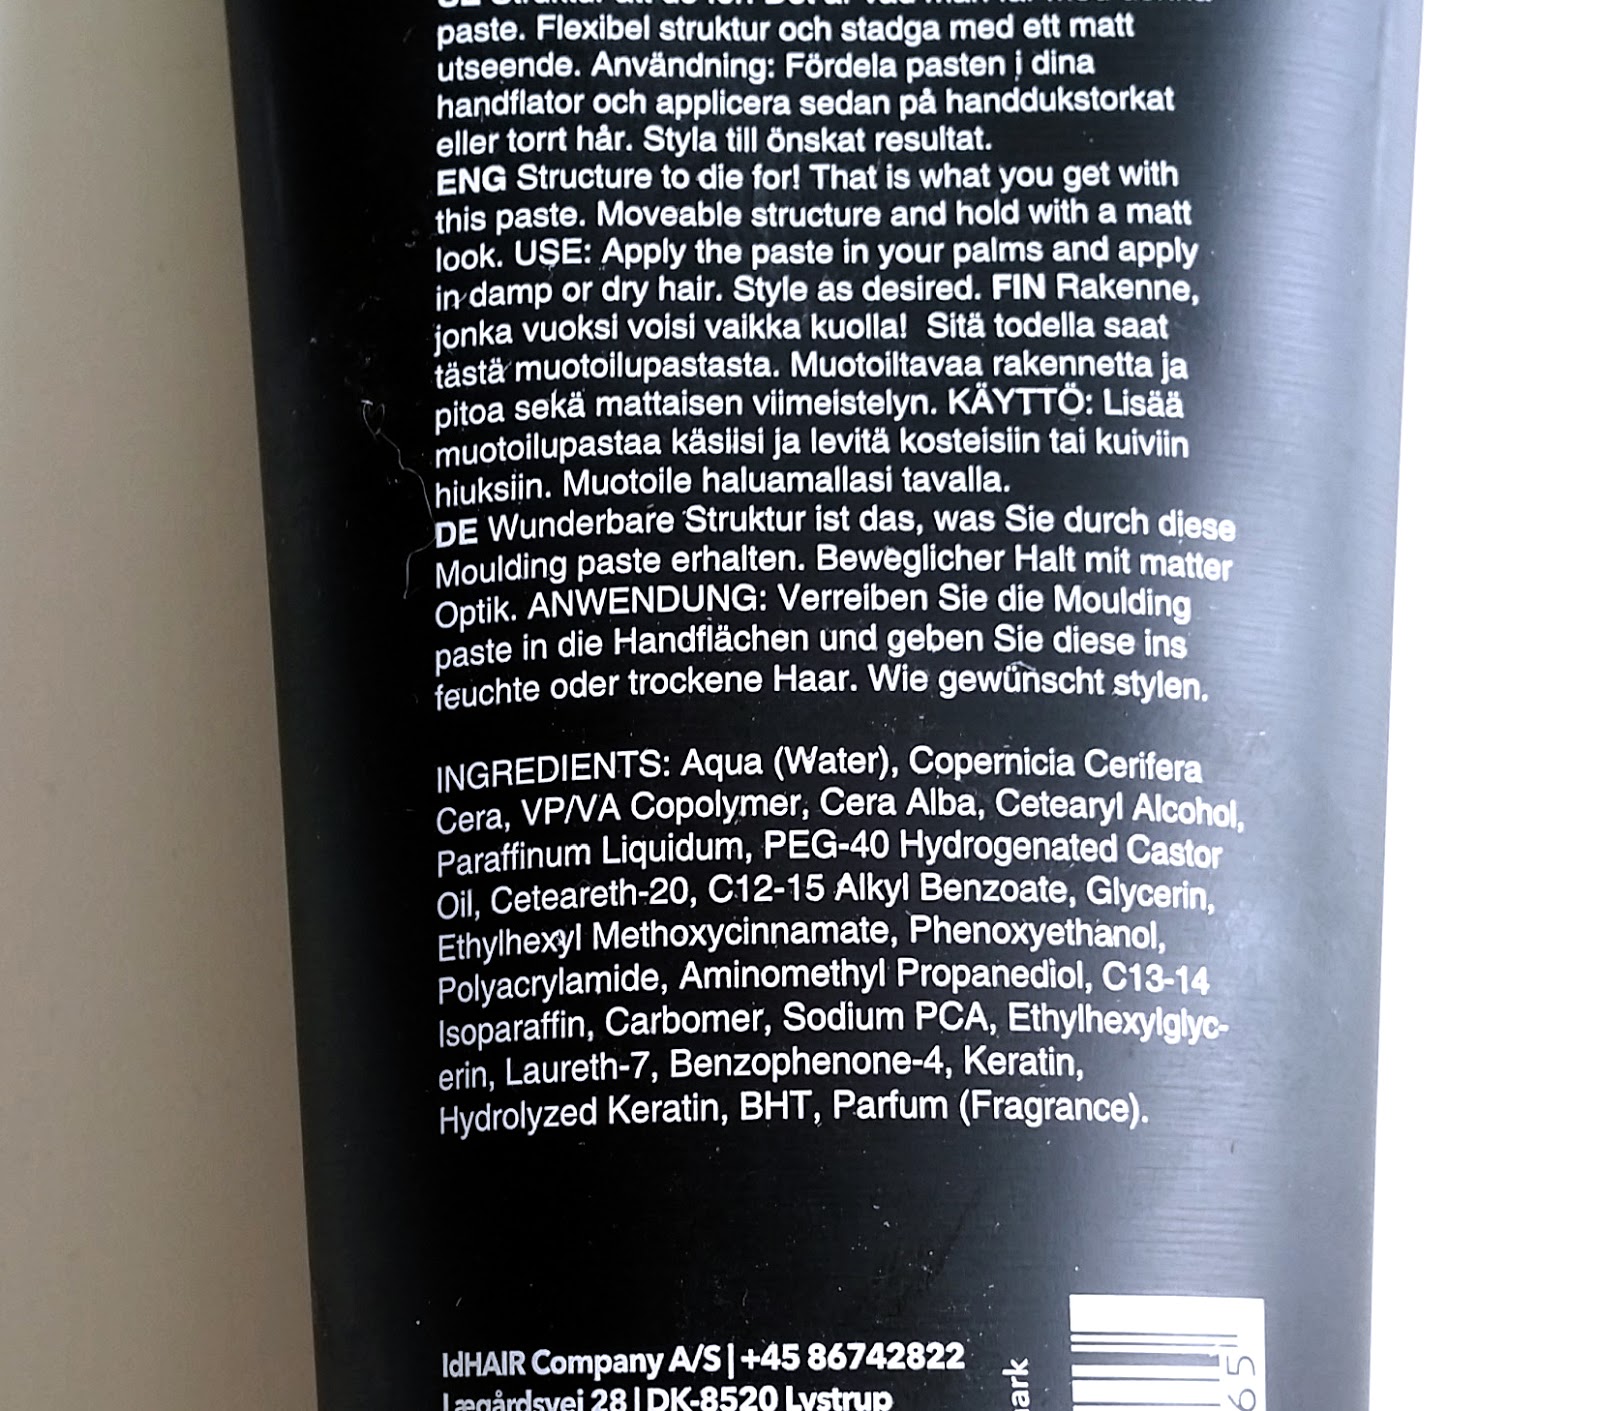 paste. Flexibel struktur och stadga med ett matt
utseende. Användning: Fördela pasten i dina
handflator och applicera sedan på handdukstorkat
eller torrt hår. Styla till önskat resultat.
ENG Structure to die for! That is what you get with
this paste. Moveable structure and hold with a matt
look. USE: Apply the paste in your palms and apply
in damp or dry hair. Style as desired. FIN Rakenne,
jonka vuoksi voisi vaikka kuolla! Sitä todella saat
tästä muotoilupastasta. Muotoiltavaa rakennetta ja
pitoa sekä mattaisen viimeistelyn. KÄYTTÖ: Lisää
muotoilupastaa käsiisi ja levitä kosteisiin tai kuiviin
hiuksiin. Muotoile haluamallasi tavalla.
DE Wunderbare Struktur ist das, was Sie durch diese
Moulding paste erhalten. Beweglicher Halt mit matter
Optik. ANWENDUNG: Verreiben Sie die Moulding
paste in die Handflächen und geben Sie diese ins
feuchte oder trockene Haar. Wie gewünscht stylen.
INGREDIENTS: Aqua (Water), Copernicia Cerifera
Cera, VP/VA Copolymer, Cera Alba, Cetearyl Alcohol,
Paraffinum Liquidum, PEG-40 Hydrogenated Castor
Oil, Ceteareth-20, C12-15 Alkyl Benzoate, Glycerin,
Ethylhexyl Methoxycinnamate, Phenoxyethanol,
Polyacrylamide, Aminomethyl Propanediol, C13-14
Isoparaffin, Carbomer, Sodium PCA, Ethylhexylglyc-
erin, Laureth-7, Benzophenone-4, Keratin,
Hydrolyzed Keratin, BHT, Parfum (Fragrance).
IdHAIR Company A/S | +45 86742822
Lægårdsvej 28 | DK-8520 Lystrup
ark
65